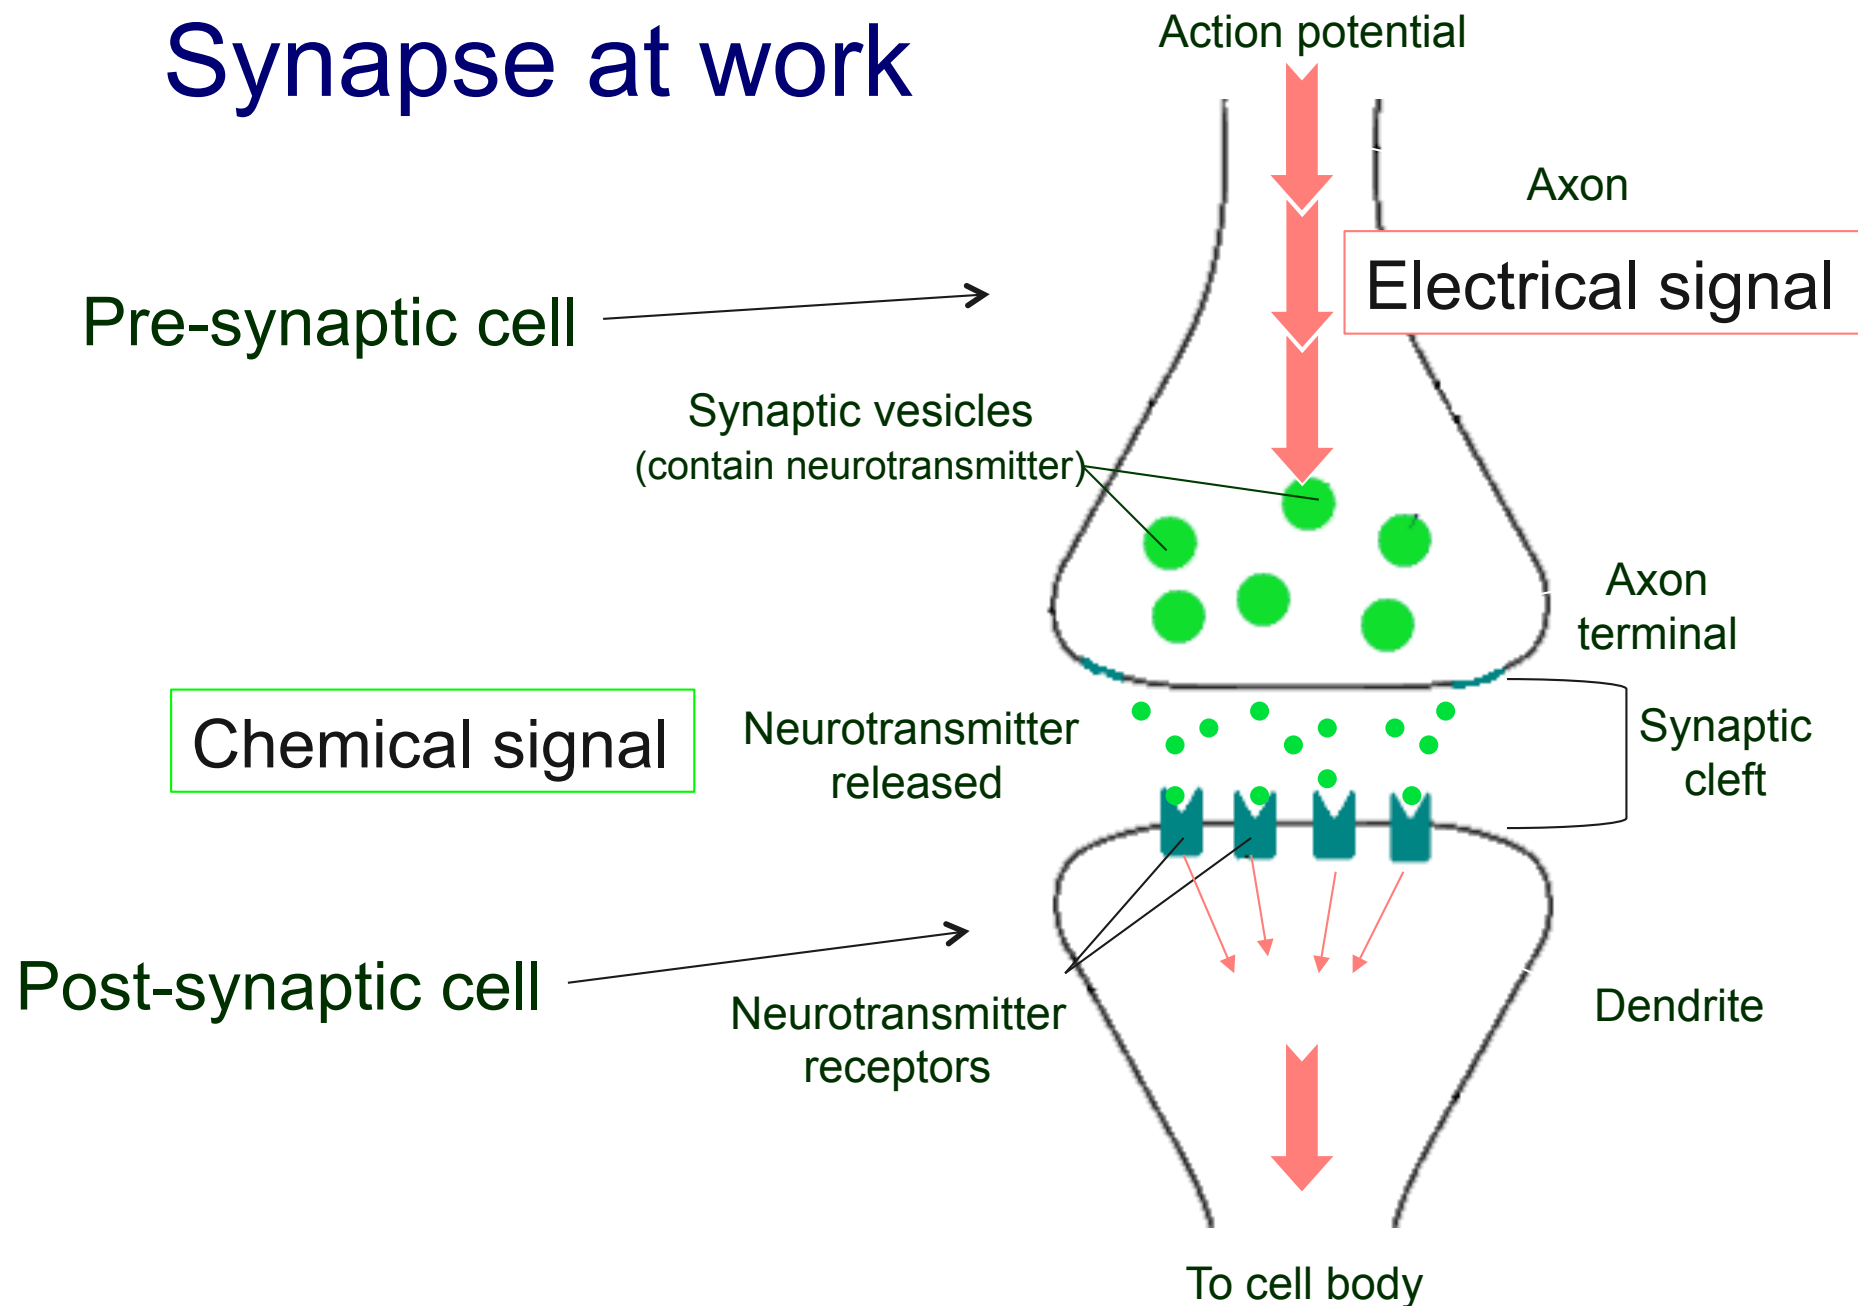 Synapse at work
Action potential
Axon
Electrical signal
Pre-synaptic cell
Synaptic vesicles
(contain neurotransmitter)
Axon
terminal
Chemical signal
Neurotransmitter
released
Synaptic
cleft
Post-synaptic cell
Neurotransmitter
receptors
Dendrite
To cell body